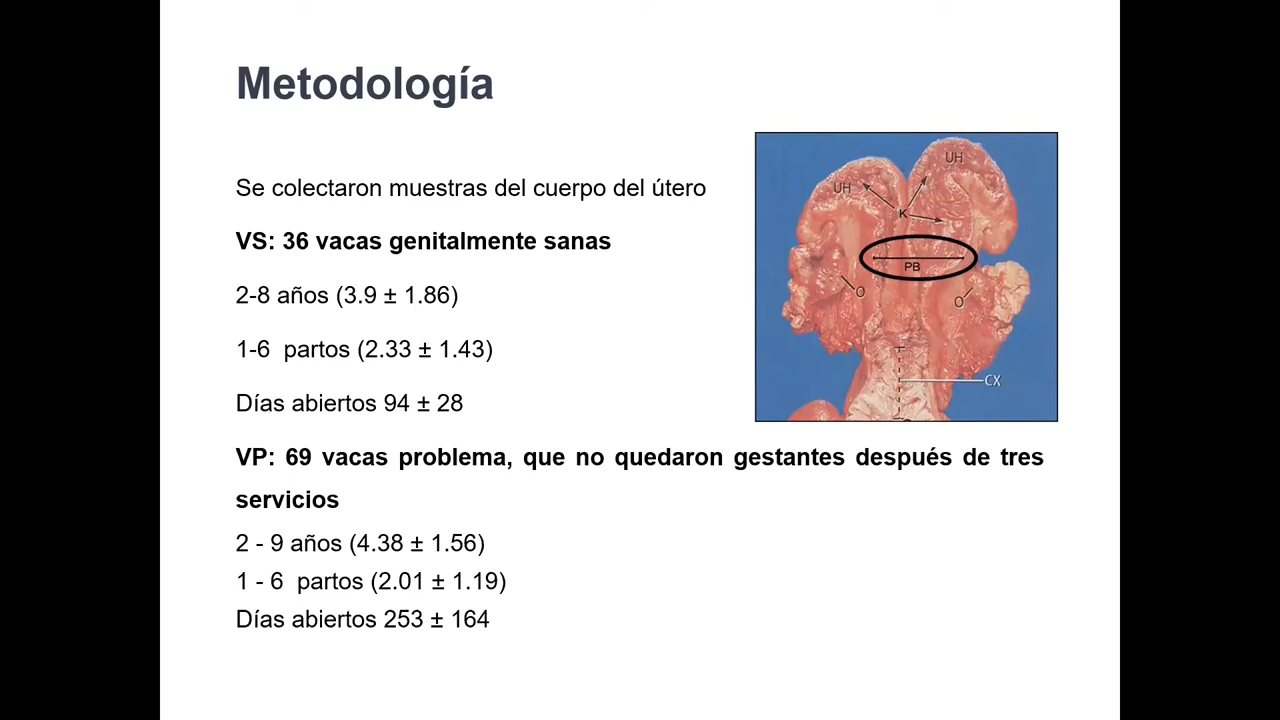 Metodología
Se colectaron muestras del cuerpo del útero
VS: 36 vacas genitalmente sanas
2-8 años (3.9 ± 1.86)
1-6 partos (2.33 ± 1.43)
Días abiertos 94 ± 28
UH
UH
K
PB
O
O
CX
VP: 69 vacas problema, que no quedaron gestantes después de tres
servicios
2 - 9 años (4.38 ± 1.56)
1 - 6 partos (2.01 ± 1.19)
Días abiertos 253 ± 164